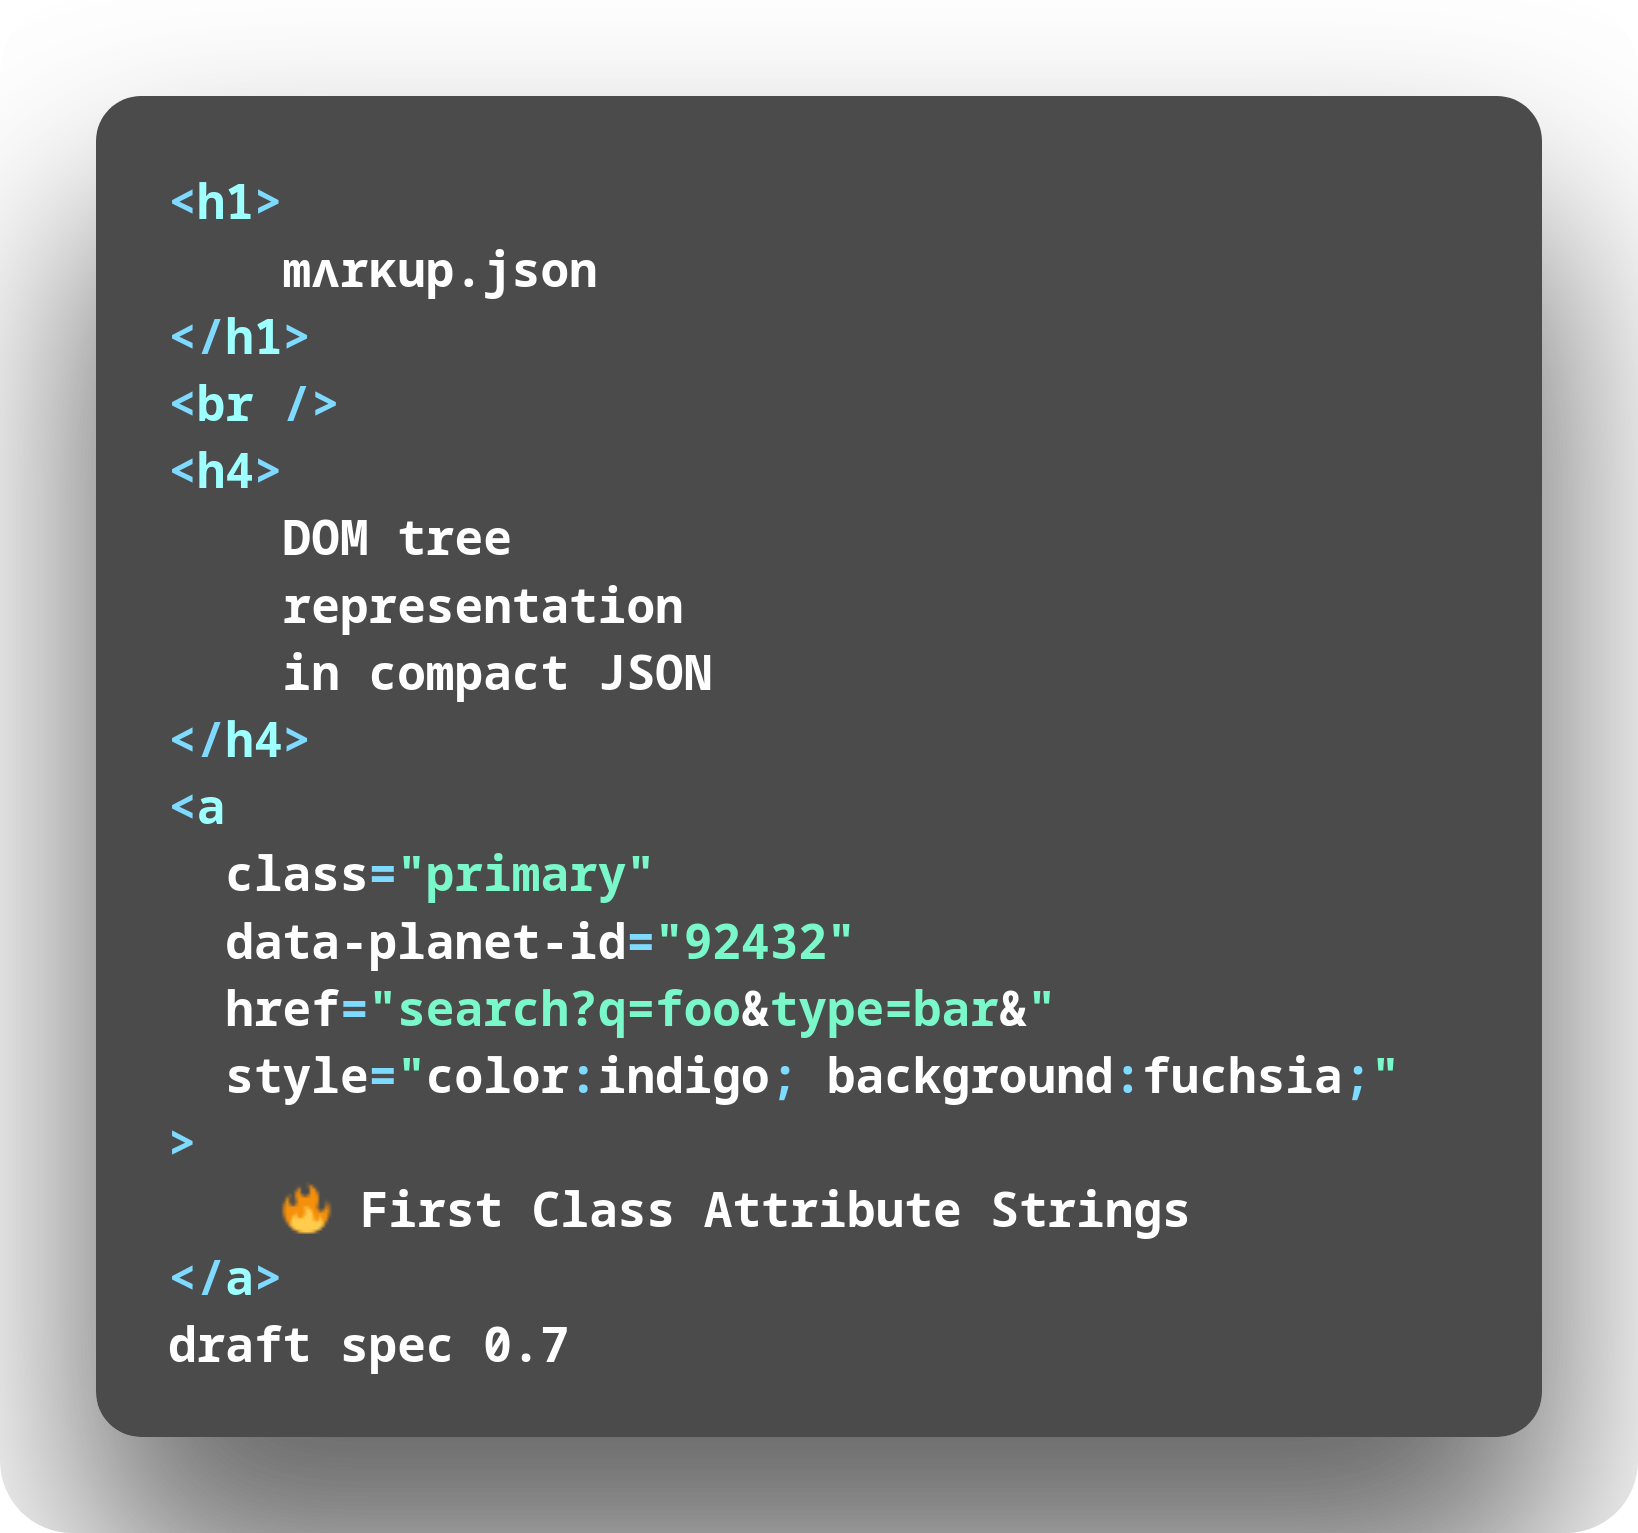 <h1>
    mʌrĸup.json
</h1>
<br />
<h4>
    DOM tree
    representation
    in compact JSON
</h4>
<a
  class="primary"
  data-planet-id="92432"
  href="search?q=foo&type=bar&"
  style="color:indigo; background:fuchsia;"
>
    🔥 First Class Attribute Strings
</a>
draft spec 0.7